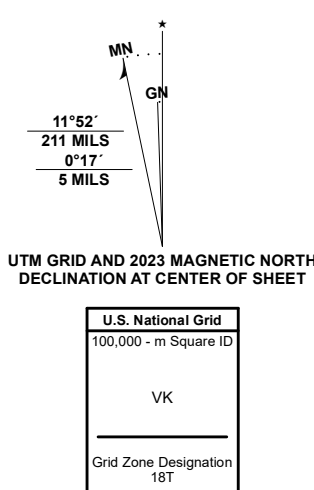 ★
MN
GN
11°52´
211 MILS
0°17´
5 MILS
UTM GRID AND 2023 MAGNETIC NORTH
DECLINATION AT CENTER OF SHEET
U.S. National Grid
100,000 - m Square ID
VK
Grid Zone Designation
18T